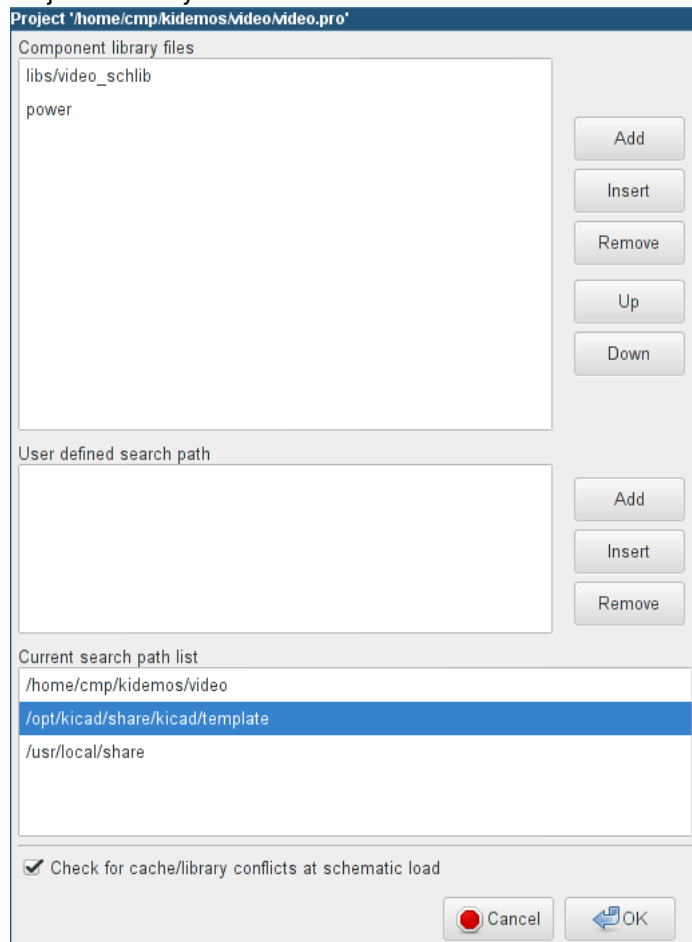 Project '/home/cmp/kidemos/video/video.pro'
Component library files
libs/video_schlib
power
Add
Insert
Remove
Up
Down
User defined search path
Add
Insert
Remove
Current search path list
/home/cmp/kidemos/video
/opt/kicad/share/kicad/template
/usr/local/share
Check for cache/library conflicts at schematic load
Cancel
OK